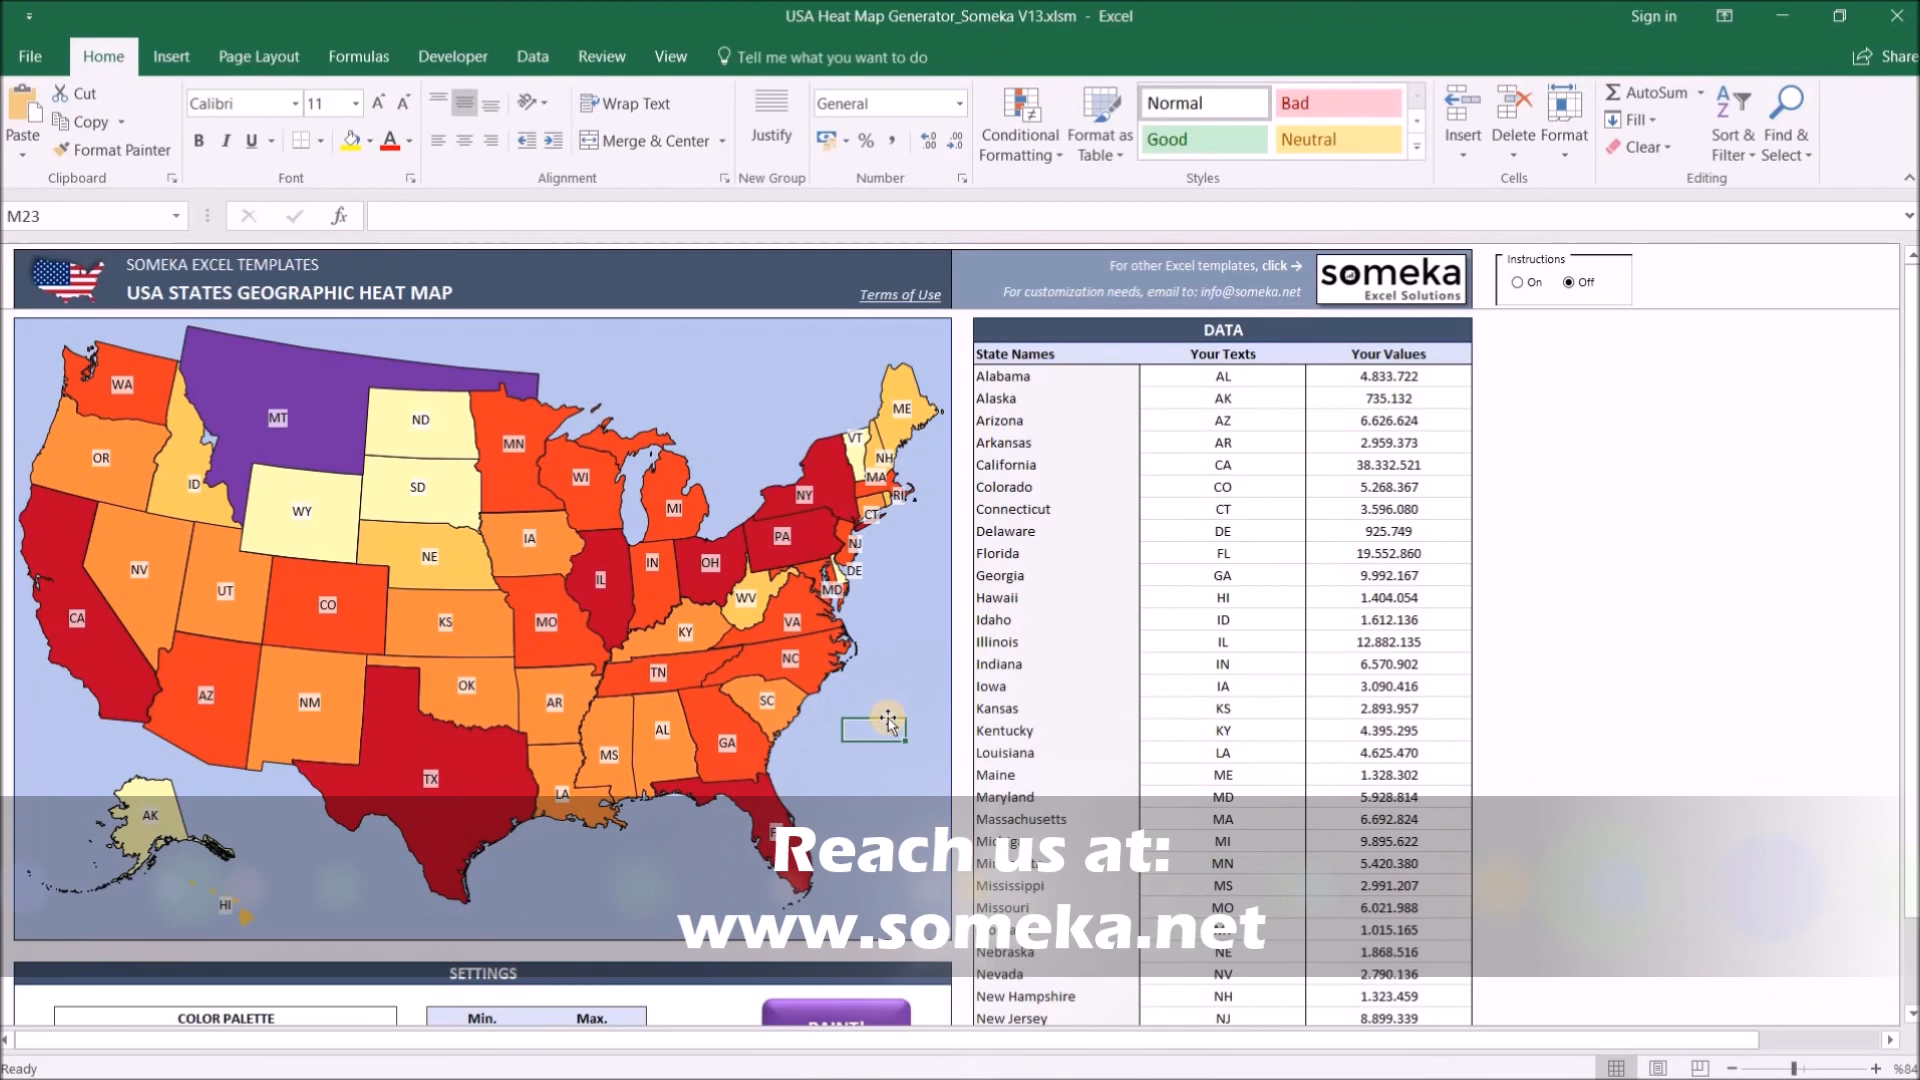 USA Heat Map Generator_Someka V13.xlsm - Excel
Sign in
File Home Insert Page Layout Formulas Developer Data Review View Tell me what you want to do
Share
Paste
Cut
Copy
Format Painter
Clipboard
Calibri 11
B I U
Font
Wrap Text
Merge & Center
Alignment
Justify
New Group
General
%
Number
Conditional Formatting
Format as Table
Normal Bad
Good Neutral
Styles
Insert Delete Format
Cells
AutoSum
Fill
Clear
Sort & Filter
Find & Select
Editing
M23
fx
SOMEKA EXCEL TEMPLATES
USA STATES GEOGRAPHIC HEAT MAP
Terms of Use
For other Excel templates, click →
For customization needs, email to: info@someka.net
someka
Excel Solutions
Instructions
On Off
WA
MT
ND
MN
ME
VT
OR
ID
SD
WI
NH
MA
NY
RI
WY
MI
CT
NE
IA
PA
NJ
NV
UT
CO
IL
IN
OH
DE
MD
WV
CA
KS
MO
KY
VA
AZ
NM
OK
AR
TN
NC
SC
TX
LA
MS
AL
GA
AK
HI
DATA
State Names Your Texts Your Values
Alabama AL 4.833.722
Alaska AK 735.132
Arizona AZ 6.626.624
Arkansas AR 2.959.373
California CA 38.332.521
Colorado CO 5.268.367
Connecticut CT 3.596.080
Delaware DE 925.749
Florida FL 19.552.860
Georgia GA 9.992.167
Hawaii HI 1.404.054
Idaho ID 1.612.136
Illinois IL 12.882.135
Indiana IN 6.570.902
Iowa IA 3.090.416
Kansas KS 2.893.957
Kentucky KY 4.395.295
Louisiana LA 4.625.470
Maine ME 1.328.302
Maryland MD 5.928.814
Massachusetts MA 6.692.824
MI 9.895.622
MN 5.420.380
Mississippi MS 2.991.207
Missouri MO 6.021.988
1.015.165
Nebraska NE 1.868.516
Nevada NV 2.790.136
New Hampshire NH 1.323.459
New Jersey NJ 8.899.339
Reach us at:
www.someka.net
SETTINGS
COLOR PALETTE
Min. Max.
Ready
%84